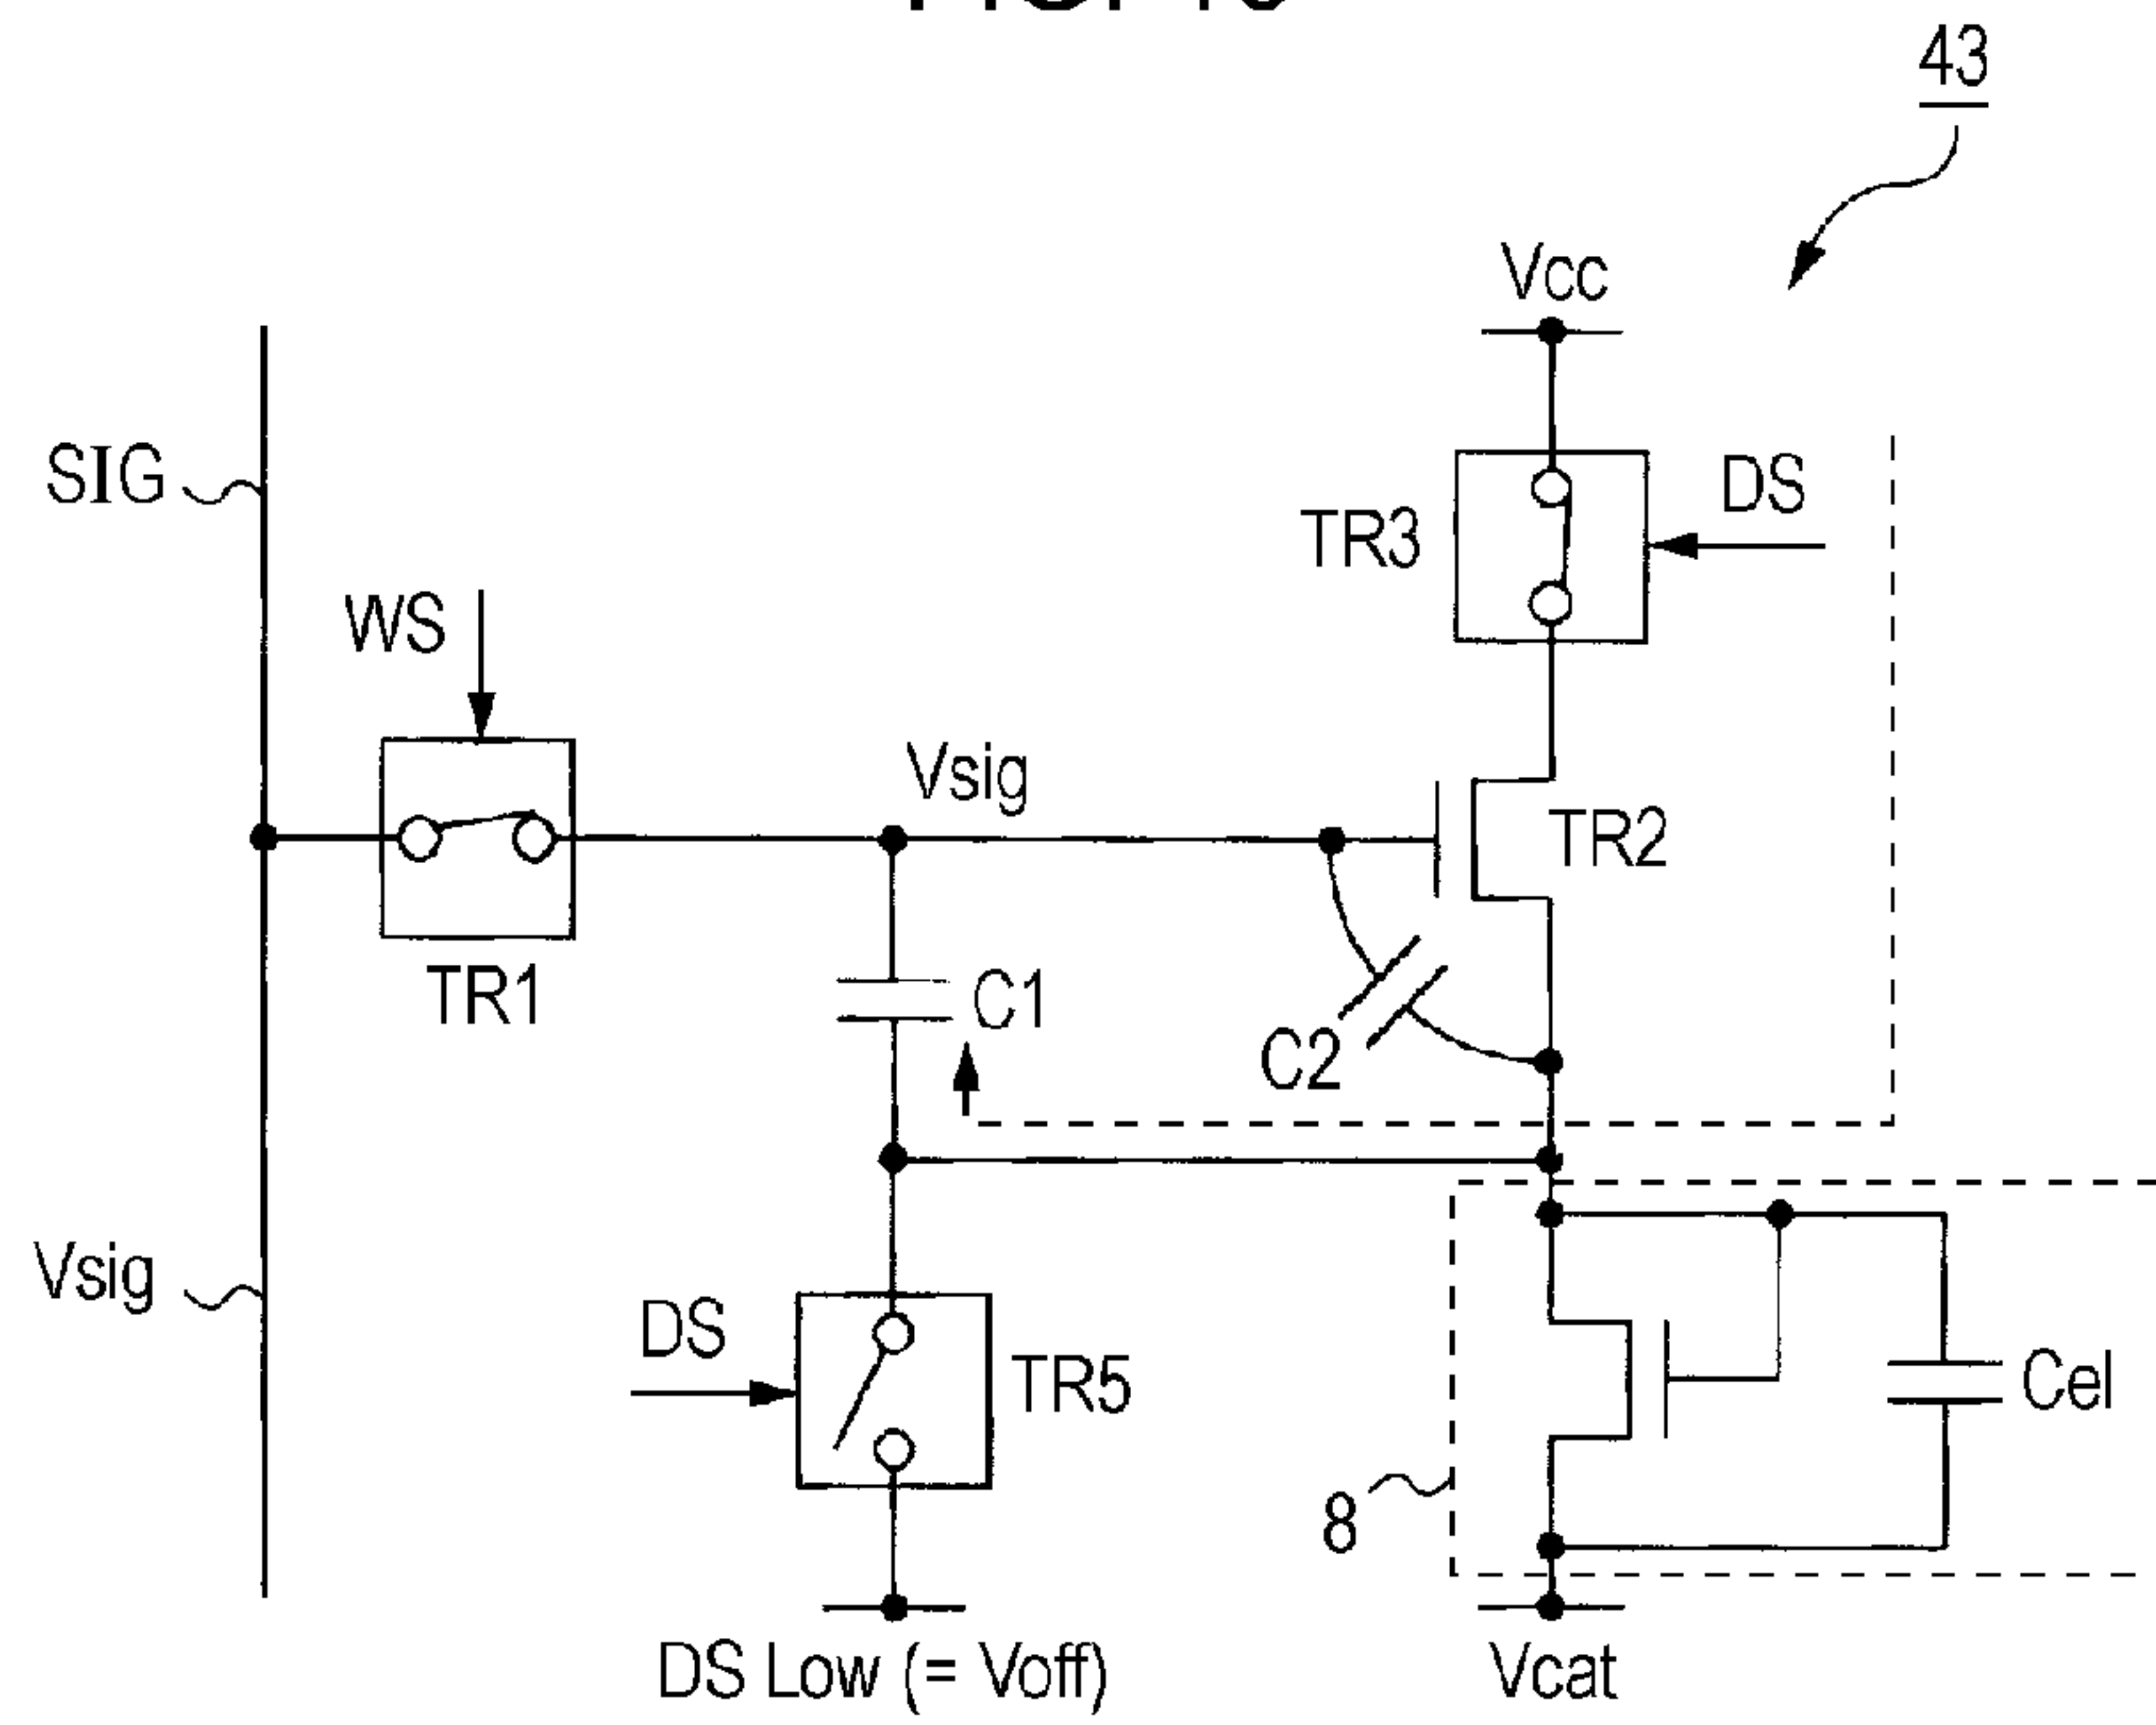 43
Vcc
SIG
DS
TR3
WS
Vsig
TR2
TR1
C1
C2
Vsig
DS
TR5
Cel
8
DS Low (= Voff)
Vcat